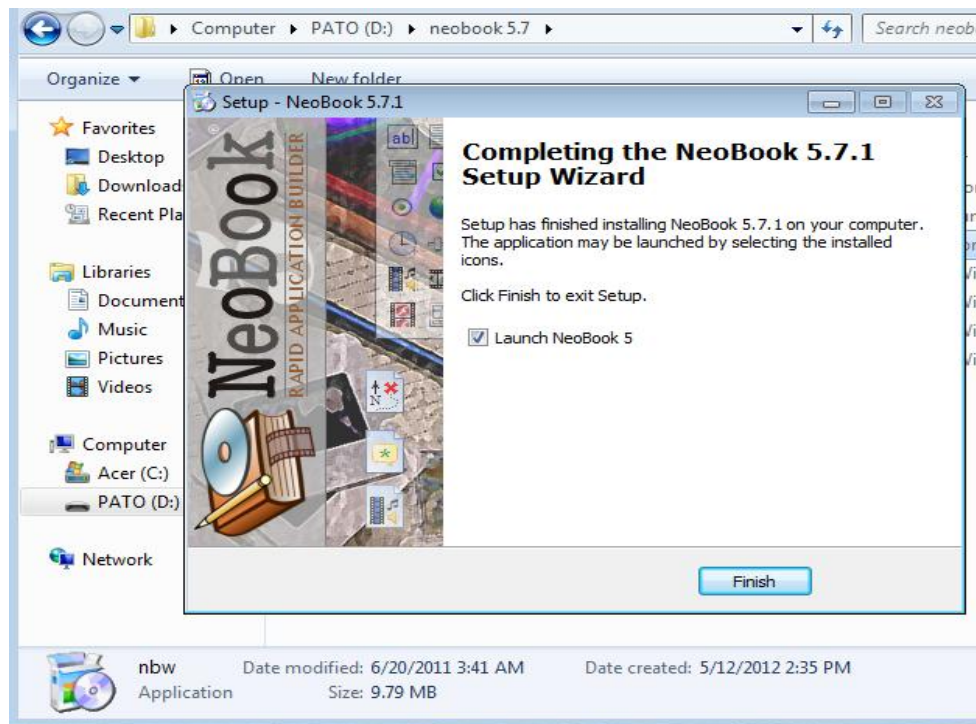 Computer ▸ PATO (D:) ▸ neobook 5.7 ▸
Search neob
Organize
Open
New folder
Setup - NeoBook 5.7.1
Favorites
Desktop
Download
Recent Pla
Libraries
Document
Music
Pictures
Videos
Computer
Acer (C:)
PATO (D:)
Network
NeoBook
RAPID APPLICATION BUILDER
ab
N
Completing the NeoBook 5.7.1
Setup Wizard
Setup has finished installing NeoBook 5.7.1 on your computer.
The application may be launched by selecting the installed
icons.
Click Finish to exit Setup.
Launch NeoBook 5
Finish
nbw
Date modified: 6/20/2011 3:41 AM
Date created: 5/12/2012 2:35 PM
Application
Size: 9.79 MB